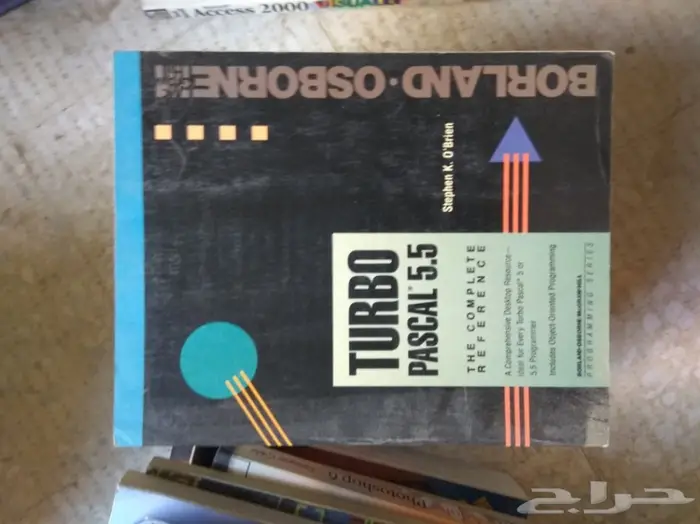 Access 2000
VISUAL
BORLAND·OSBORNE
Stephen K. O'Brien
TURBO
PASCAL® 5.5
THE COMPLETE
REFERENCE
A Comprehensive Desktop Resource—
Ideal for Every Turbo Pascal® 5 or
5.5 Programmer
Includes Object-Oriented Programming
BORLAND-OSBORNE/McGRAW-HILL
PROGRAMMING SERIES
Photoshop 6
حراج